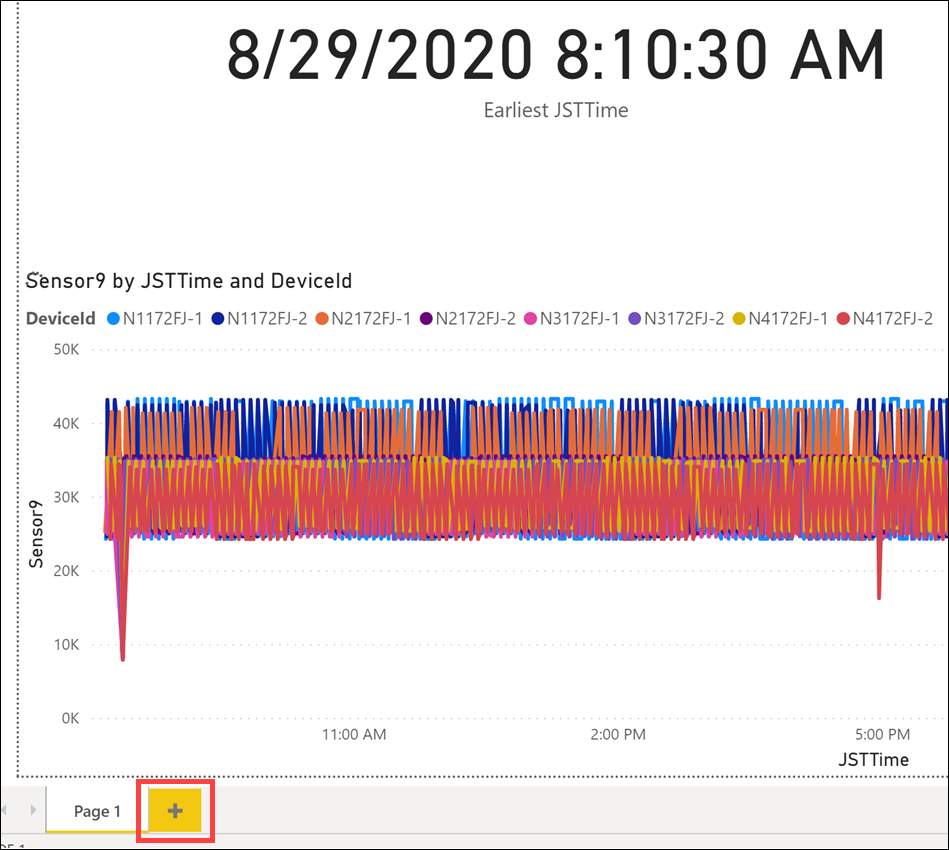 8/29/2020 8:10:30 AM
Earliest JSTTime
Sensor9 by JSTTime and DeviceId
DeviceId N1172FJ-1 N1172FJ-2 N2172FJ-1 N2172FJ-2 N3172FJ-1 N3172FJ-2 N4172FJ-1 N4172FJ-2
50K
40K
30K
20K
10K
0K
Sensor9
11:00 AM 2:00 PM 5:00 PM
JSTTime
Page 1 +